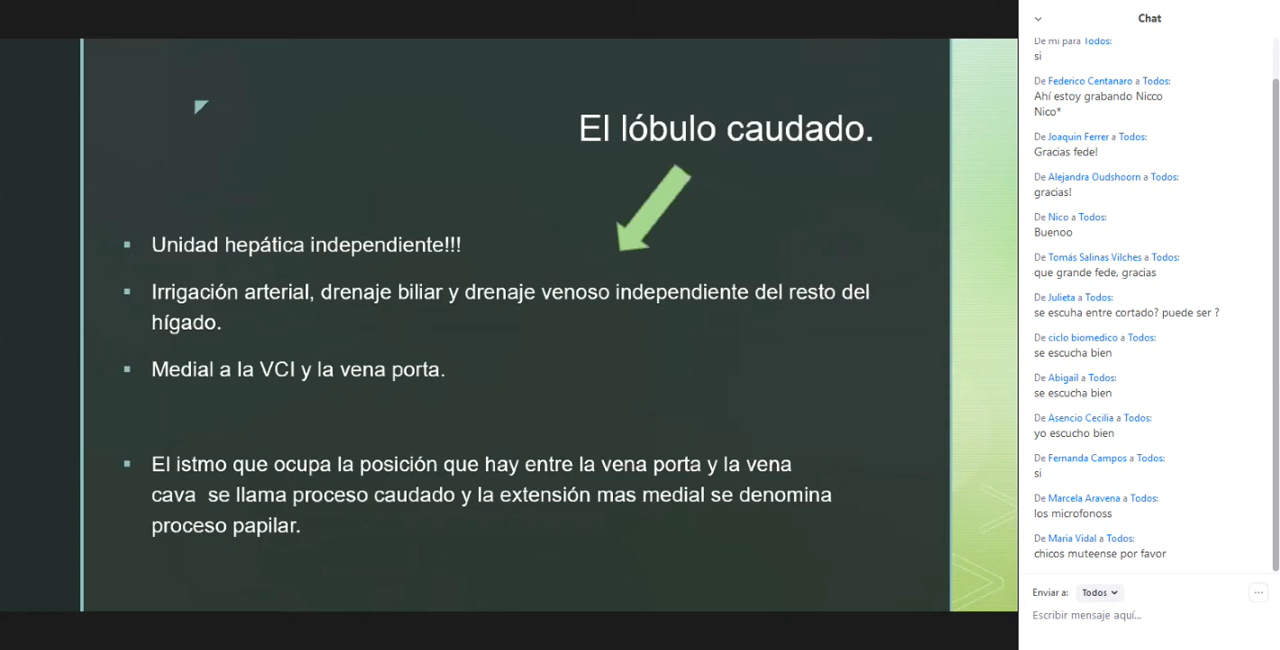 El lóbulo caudado.
Unidad hepática independiente!!!
Irrigación arterial, drenaje biliar y drenaje venoso independiente del resto del
hígado.
Medial a la VCI y la vena porta.
El istmo que ocupa la posición que hay entre la vena porta y la vena
cava se llama proceso caudado y la extensión mas medial se denomina
proceso papilar.
Chat
De mi para Todos:
si
De Federico Centanaro a Todos:
Ahí estoy grabando Nicco
Nico*
De Joaquin Ferrer a Todos:
Gracias fede!
De Alejandra Oudshoorn a Todos:
gracias!
De Nico a Todos:
Buenoo
De Tomás Salinas Vilches a Todos:
que grande fede, gracias
De Julieta a Todos:
se escuha entre cortado? puede ser ?
De ciclo biomedico a Todos:
se escucha bien
De Abigail a Todos:
se escucha bien
De Asencio Cecilia a Todos:
yo escucho bien
De Fernanda Campos a Todos:
si
De Marcela Aravena a Todos:
los microfonoss
De Maria Vidal a Todos:
chicos muteense por favor
Enviar a: Todos
Escribir mensaje aquí...